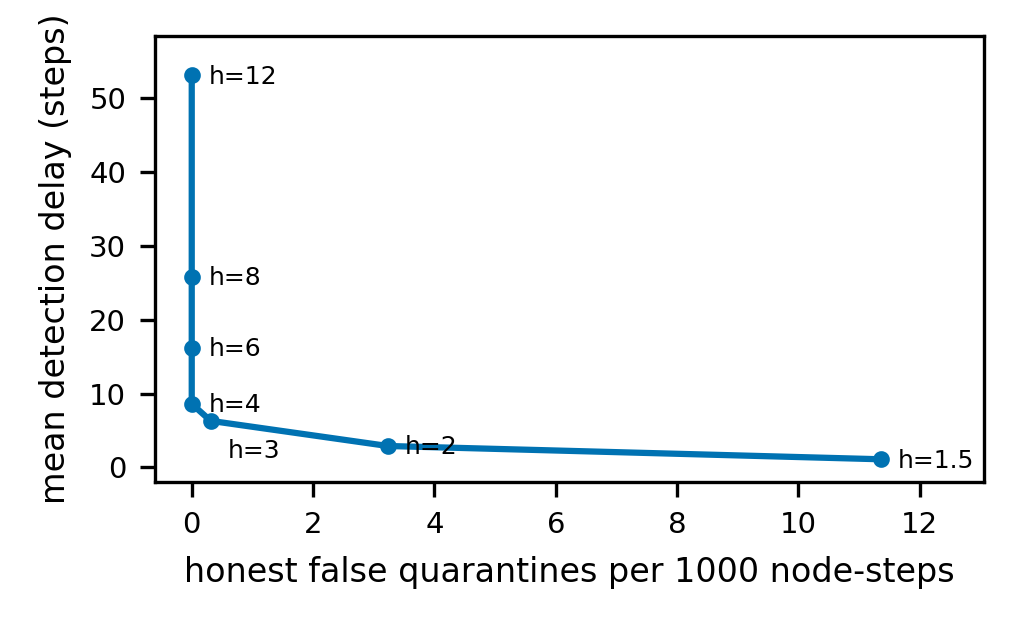 mean detection delay (steps)
50
40
30
20
10
0
h=12
h=8
h=6
h=4
h=3
h=2
h=1.5
0 2 4 6 8 10 12
honest false quarantines per 1000 node-steps